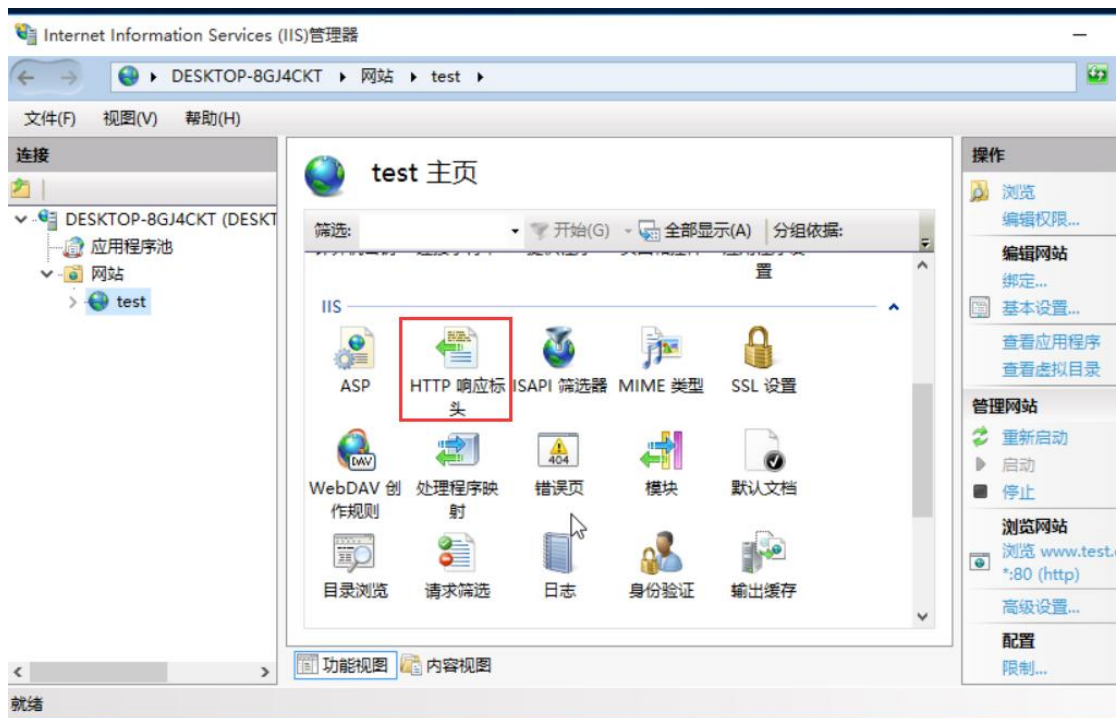 Internet Information Services (IIS)管理器
DESKTOP-8GJ4CKT 网站 test
文件(F) 视图(V) 帮助(H)
连接
DESKTOP-8GJ4CKT (DESKT
应用程序池
网站
test
test 主页
筛选: 开始(G) 全部显示(A) 分组依据:
置
IIS
ASP
HTTP 响应标
头
ISAPI 筛选器
MIME 类型
SSL 设置
WebDAV 创
作规则
DAV
处理程序映
射
404
错误页
模块
默认文档
目录浏览
请求筛选
日志
身份验证
输出缓存
功能视图 内容视图
操作
浏览
编辑权限...
编辑网站
绑定...
基本设置...
查看应用程序
查看虚拟目录
管理网站
重新启动
启动
停止
浏览网站
浏览 www.test.
*:80 (http)
高级设置...
配置
限制...
就绪